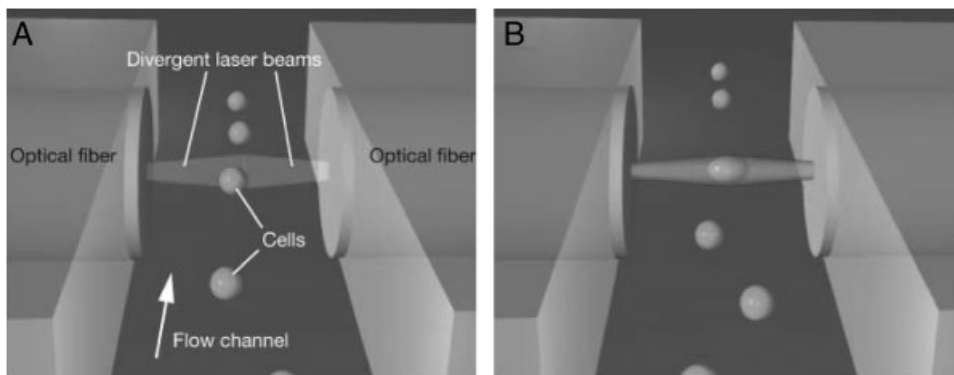 A
Divergent laser beams
Optical fiber
Optical fiber
Cells
Flow channel
B